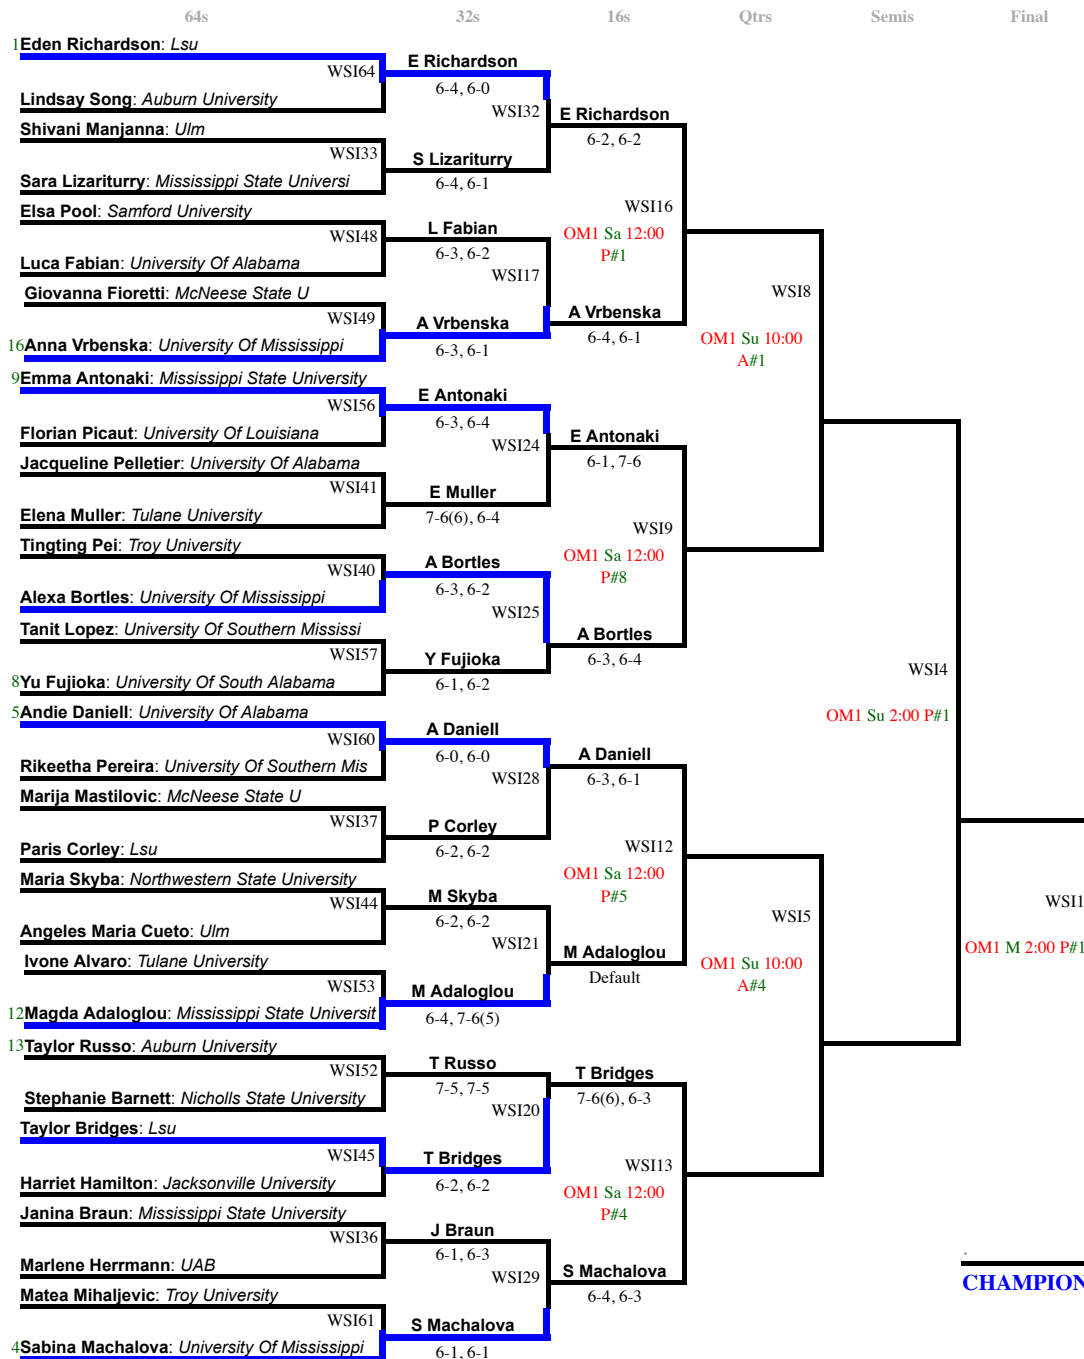 64s 32s 16s Qtrs Semis Final
1 Eden Richardson: Lsu
WSI64
E Richardson
6-4, 6-0
Lindsay Song: Auburn University
WSI32
E Richardson
6-2, 6-2
Shivani Manjanna: Ulm
WSI33
S Lizariturry
6-4, 6-1
Sara Lizariturry: Mississippi State Universi
WSI16
OM1 Sa 12:00
P#1
Elsa Pool: Samford University
WSI48
L Fabian
6-3, 6-2
Luca Fabian: University Of Alabama
WSI17
Giovanna Fioretti: McNeese State U
WSI49
A Vrbenska
6-3, 6-1
A Vrbenska
6-4, 6-1
16 Anna Vrbenska: University Of Mississippi
WSI8
OM1 Su 10:00
A#1
9 Emma Antonaki: Mississippi State University
WSI56
E Antonaki
6-3, 6-4
Florian Picaut: University Of Louisiana
WSI24
E Antonaki
6-1, 7-6
Jacqueline Pelletier: University Of Alabama
WSI41
E Muller
7-6(6), 6-4
Elena Muller: Tulane University
WSI9
OM1 Sa 12:00
P#8
Tingting Pei: Troy University
WSI40
A Bortles
6-3, 6-2
Alexa Bortles: University Of Mississippi
WSI25
A Bortles
6-3, 6-4
Tanit Lopez: University Of Southern Mississi
WSI57
Y Fujioka
6-1, 6-2
8 Yu Fujioka: University Of South Alabama
WSI4
OM1 Su 2:00 P#1
5 Andie Daniell: University Of Alabama
WSI60
A Daniell
6-0, 6-0
Rikeetha Pereira: University Of Southern Mis
WSI28
A Daniell
6-3, 6-1
Marija Mastilovic: McNeese State U
WSI37
P Corley
6-2, 6-2
Paris Corley: Lsu
WSI12
OM1 Sa 12:00
P#5
Maria Skyba: Northwestern State University
WSI44
M Skyba
6-2, 6-2
Angeles Maria Cueto: Ulm
WSI21
M Adaloglou
Default
Ivone Alvaro: Tulane University
WSI53
M Adaloglou
6-4, 7-6(5)
12 Magda Adaloglou: Mississippi State Universit
WSI5
OM1 Su 10:00
A#4
WSI1
OM1 M 2:00 P#1
13 Taylor Russo: Auburn University
WSI52
T Russo
7-5, 7-5
Stephanie Barnett: Nicholls State University
WSI20
T Bridges
7-6(6), 6-3
Taylor Bridges: Lsu
WSI45
T Bridges
6-2, 6-2
Harriet Hamilton: Jacksonville University
WSI13
OM1 Sa 12:00
P#4
Janina Braun: Mississippi State University
WSI36
J Braun
6-1, 6-3
Marlene Herrmann: UAB
WSI29
S Machalova
6-4, 6-3
Matea Mihaljevic: Troy University
WSI61
S Machalova
6-1, 6-1
4 Sabina Machalova: University Of Mississippi
.
CHAMPION